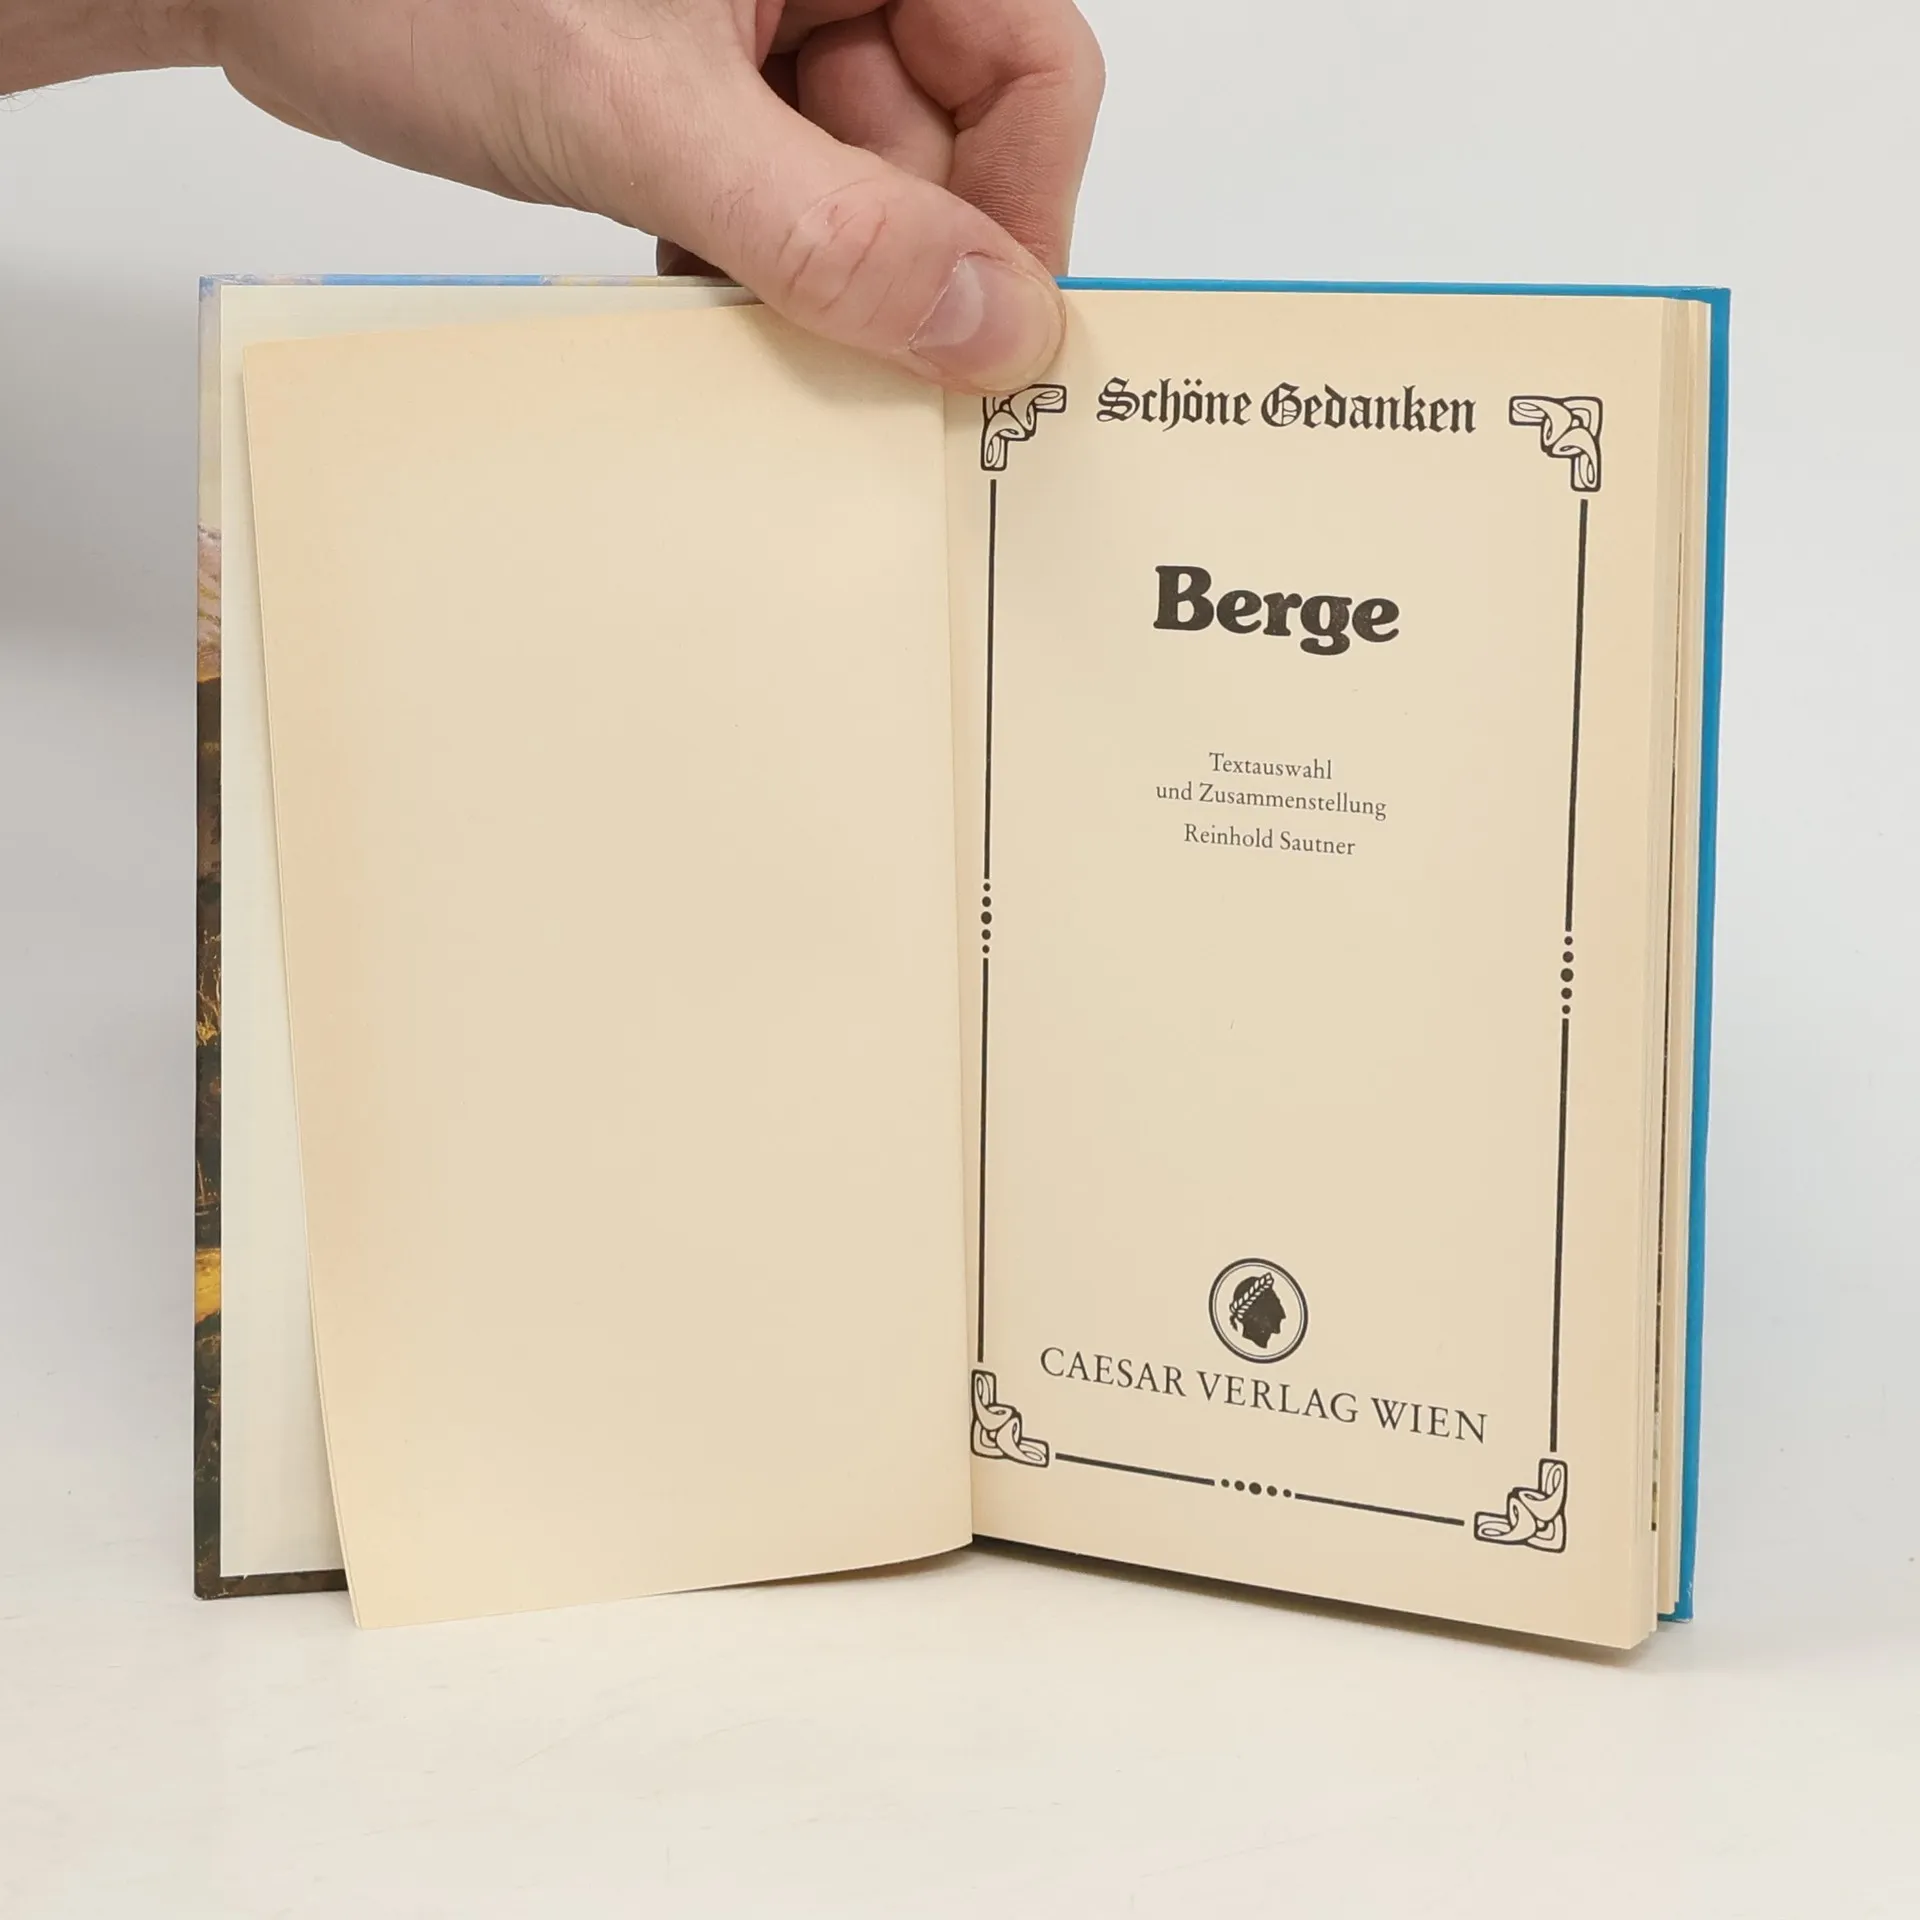 Schöne Gedanken
Berge
Textauswahl
und Zusammenstellung
Reinhold Sautner
CAESAR VERLAG WIEN